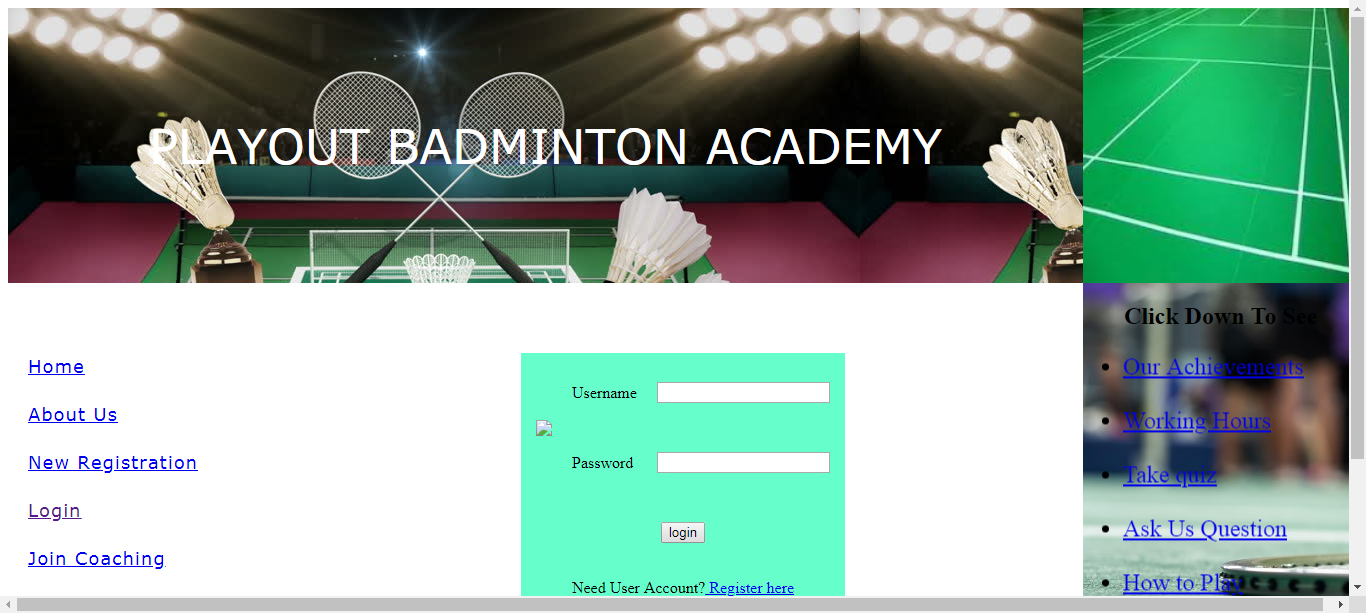 PLAYOUT BADMINTON ACADEMY
Home
About Us
New Registration
Login
Join Coaching
Username
Password
login
Need User Account? Register here
Click Down To See
Our Achievements
Working Hours
Take quiz
Ask Us Question
How to Play